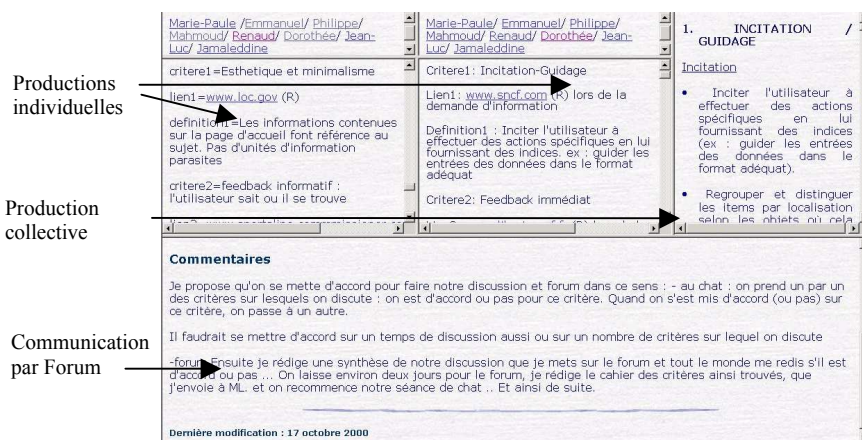 Productions
individuelles
Production
collective
Communication
par Forum
Marie-Paule /Emmanuel/ Philippe/
Mahmoud/ Renaud/ Dorothée/ Jean-
Luc/ Jamaleddine
critere1=Esthetique et minimalisme
lien1=www.loc.gov (R)
definition1=Les informations contenues
sur la page d'accueil font référence au
sujet. Pas d'unités d'information
parasites
critere2=feedback informatif :
l'utilisateur sait ou il se trouve
Marie-Paule/ Emmanuel/ Philippe/
Mahmoud/ Renaud/ Dorothée/ Jean-
Luc/ Jamaleddine
Critere1: Incitation-Guidage
Lien1: www.sncf.com (R) lors de la
demande d'information
Definition1 : Inciter l'utilisateur à
effectuer des actions spécifiques en lui
fournissant des indices. ex : guider les
entrées des données dans le format
adéquat
Critere2: Feedback immédiat
1. INCITATION /
GUIDAGE
Incitation
• Inciter l'utilisateur à
effectuer des actions
spécifiques en lui
fournissant des indices
(ex : guider les entrées
des données dans le
format adéquat).
• Regrouper et distinguer
les items par localisation
selon les objets où cela
Commentaires
Je propose qu'on se mette d'accord pour faire notre discussion et forum dans ce sens : - au chat : on prend un par un
des critères sur lesquels on discute : on est d'accord ou pas pour ce critère. Quand on s'est mis d'accord (ou pas) sur
ce critère, on passe à un autre.
Il faudrait se mettre d'accord sur un temps de discussion aussi ou sur un nombre de critères sur lequel on discute
-forum Ensuite je rédige une synthèse de notre discussion que je mets sur le forum et tout le monde me redis s'il est
d'accord ou pas ... On laisse environ deux jours pour le forum, je rédige le cahier des critères ainsi trouvés, que
j'envoie à ML. et on recommence notre séance de chat .. Et ainsi de suite.
Dernière modification : 17 octobre 2000